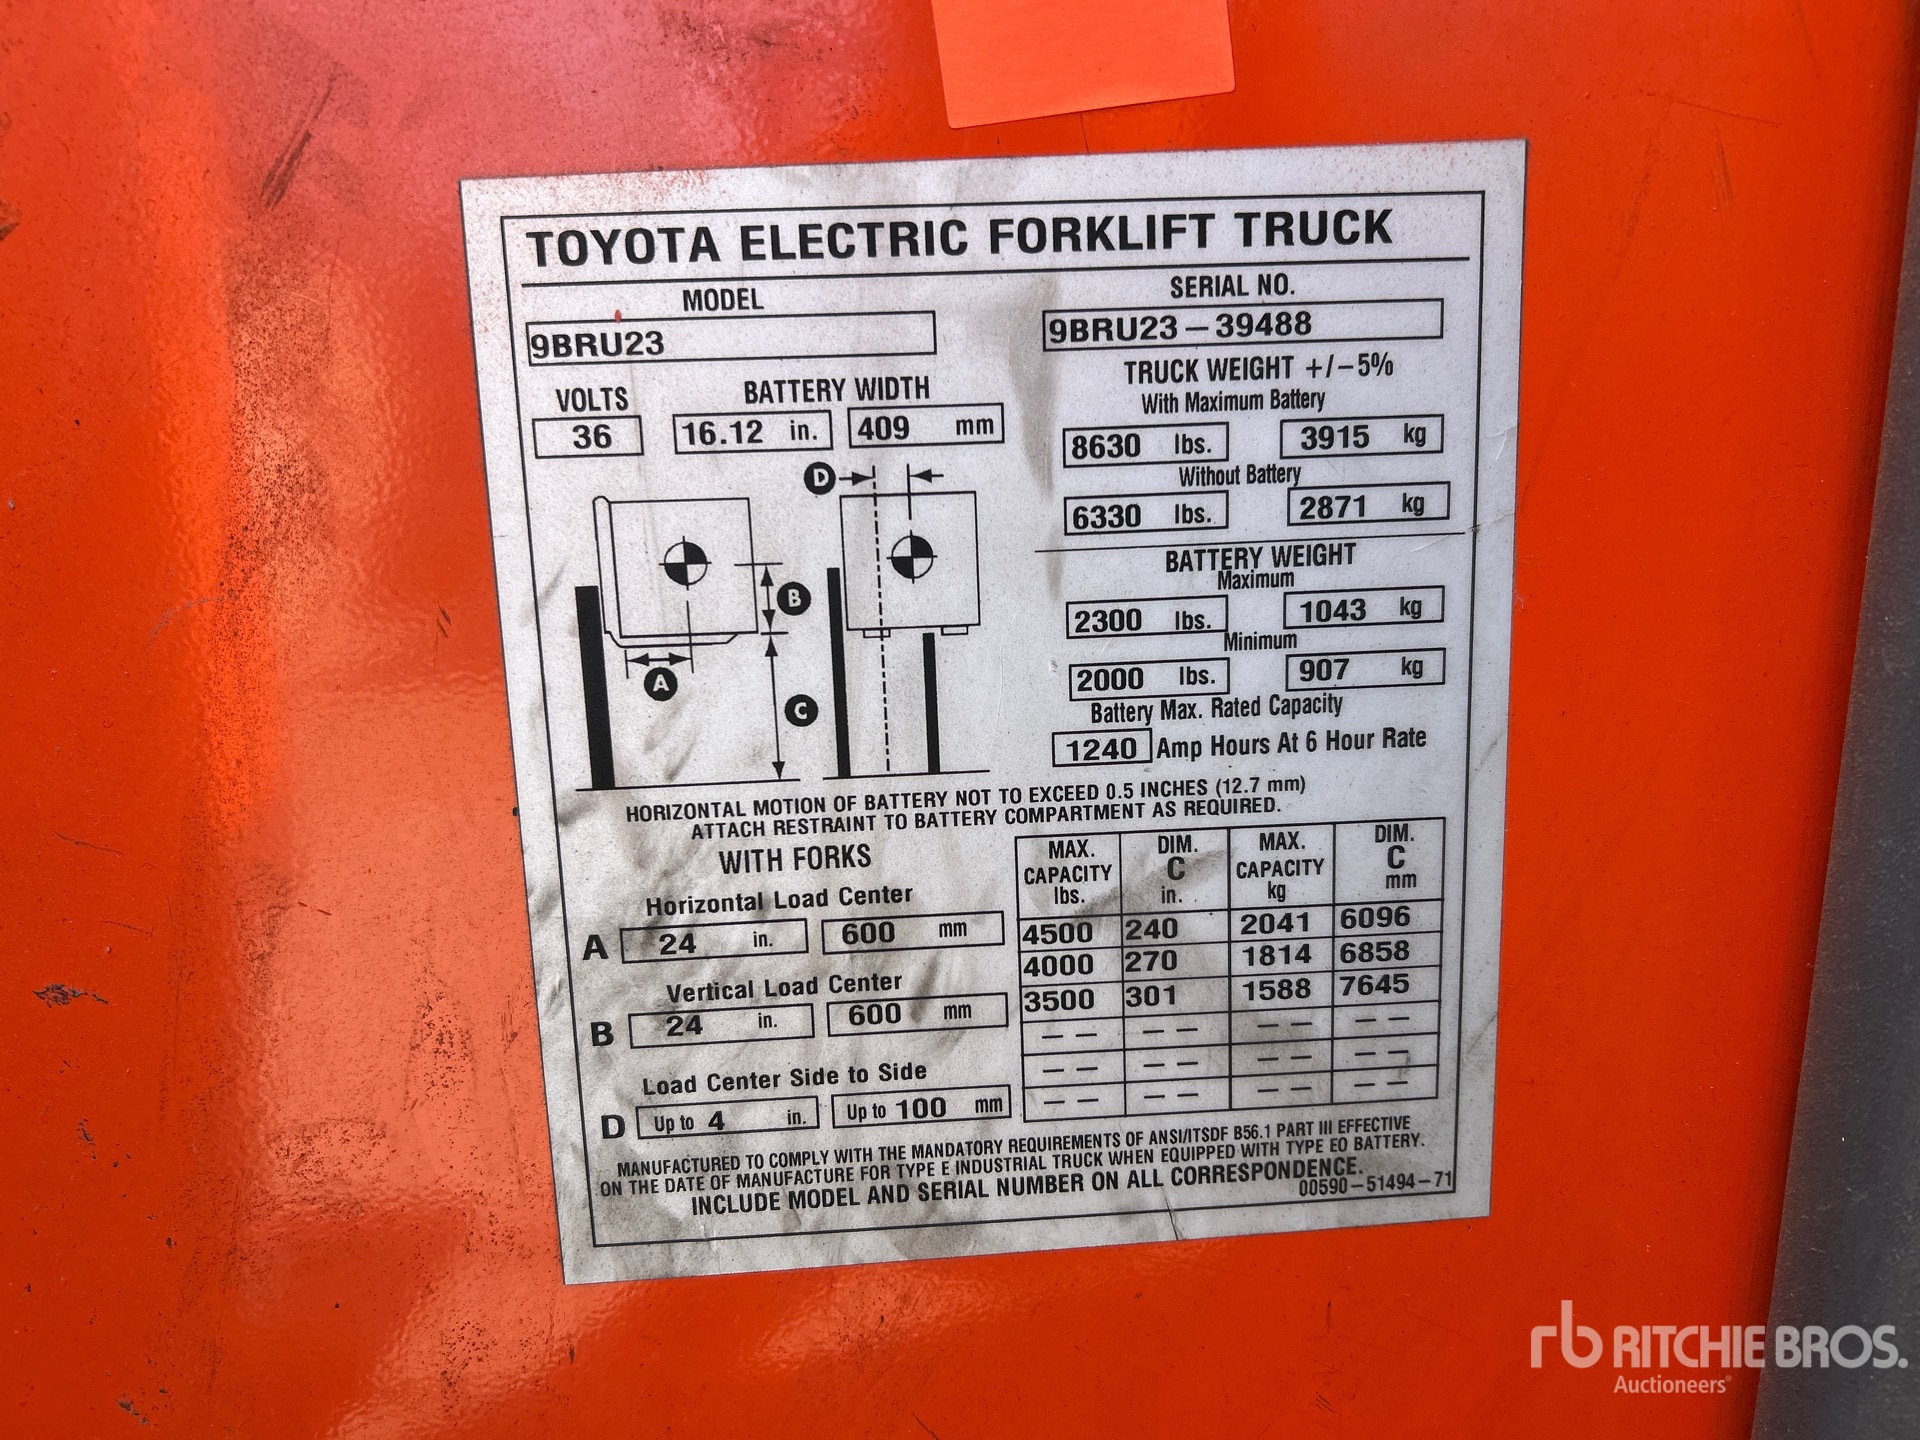 TOYOTA ELECTRIC FORKLIFT TRUCK
MODEL
9BRU23
SERIAL NO.
9BRU23-39488
VOLTS
36
BATTERY WIDTH
16.12 in. 409 mm
TRUCK WEIGHT +/-5%
With Maximum Battery
8630 lbs. 3915 kg
Without Battery
6330 lbs. 2871 kg
BATTERY WEIGHT
Maximum
2300 lbs. 1043 kg
Minimum
2000 lbs. 907 kg
Battery Max. Rated Capacity
1240 Amp Hours At 6 Hour Rate
D
B
A
C
HORIZONTAL MOTION OF BATTERY NOT TO EXCEED 0.5 INCHES (12.7 mm)
ATTACH RESTRAINT TO BATTERY COMPARTMENT AS REQUIRED.
WITH FORKS
Horizontal Load Center
A 24 in. 600 mm
Vertical Load Center
B 24 in. 600 mm
Load Center Side to Side
D Up to 4 in. Up to 100 mm
MAX. CAPACITY lbs. DIM. C in. MAX. CAPACITY kg DIM. C mm
4500 240 2041 6096
4000 270 1814 6858
3500 301 1588 7645
-- -- -- --
-- -- -- --
-- -- -- --
MANUFACTURED TO COMPLY WITH THE MANDATORY REQUIREMENTS OF ANSI/ITSDF B56.1 PART III EFFECTIVE
ON THE DATE OF MANUFACTURE FOR TYPE E INDUSTRIAL TRUCK WHEN EQUIPPED WITH TYPE EO BATTERY.
INCLUDE MODEL AND SERIAL NUMBER ON ALL CORRESPONDENCE.
00590-51494-71
rb RITCHIE BROS.
Auctioneers